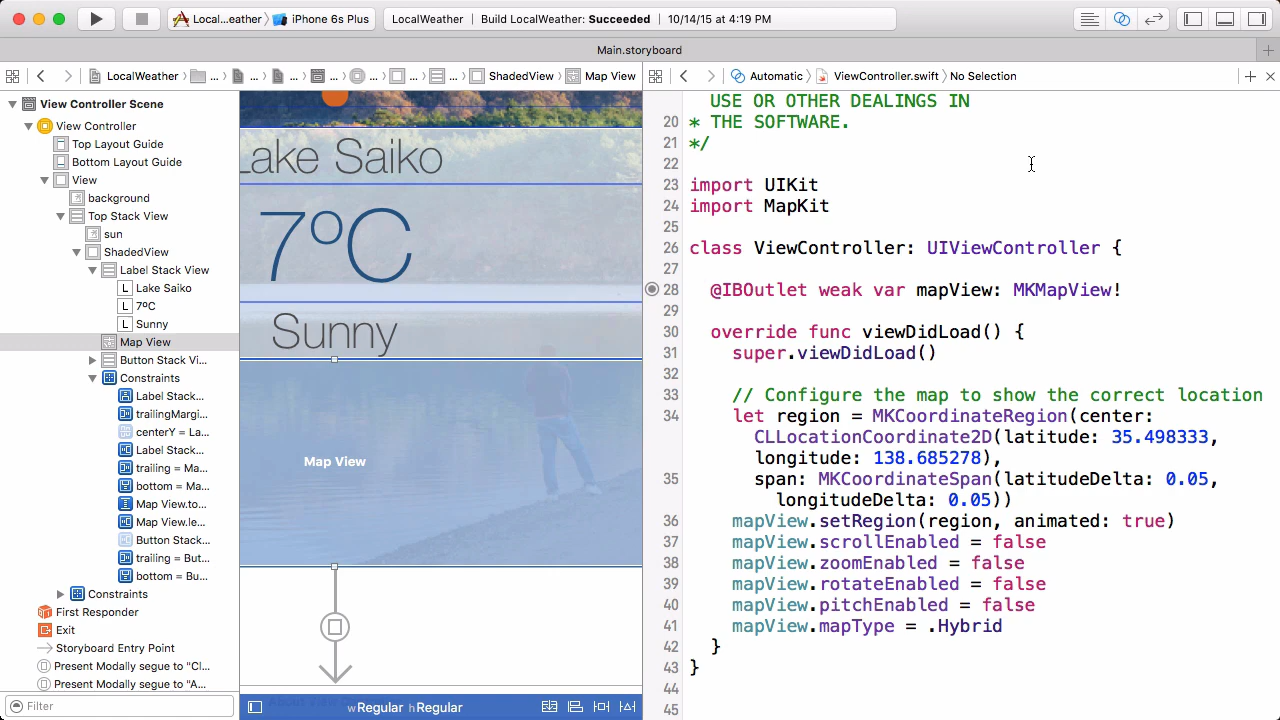 Local...eather
iPhone 6s Plus
LocalWeather
Build LocalWeather: Succeeded
10/14/15 at 4:19 PM
Main.storyboard
LocalWeather
...
...
...
...
...
...
...
ShadedView
Map View
Automatic
ViewController.swift
No Selection
View Controller Scene
View Controller
Top Layout Guide
Bottom Layout Guide
View
background
Top Stack View
sun
ShadedView
Label Stack View
L Lake Saiko
L 7ºC
L Sunny
Map View
Button Stack Vi...
Constraints
Label Stack...
trailingMargi...
centerY = La...
Label Stack...
trailing = Ma...
bottom = Ma...
Map View.to...
Map View.le...
Button Stack...
trailing = But...
bottom = Bu...
Constraints
First Responder
Exit
Storyboard Entry Point
Present Modally segue to "Cl...
Present Modally segue to "A...
Filter
Lake Saiko
7ºC
Sunny
Map View
wRegular hRegular
USE OR OTHER DEALINGS IN
20 * THE SOFTWARE.
21 */
22
23 import UIKit
24 import MapKit
25
26 class ViewController: UIViewController {
27
28 @IBOutlet weak var mapView: MKMapView!
29
30 override func viewDidLoad() {
31 super.viewDidLoad()
32
33 // Configure the map to show the correct location
34 let region = MKCoordinateRegion(center:
CLLocationCoordinate2D(latitude: 35.498333,
longitude: 138.685278),
35 span: MKCoordinateSpan(latitudeDelta: 0.05,
longitudeDelta: 0.05))
36 mapView.setRegion(region, animated: true)
37 mapView.scrollEnabled = false
38 mapView.zoomEnabled = false
39 mapView.rotateEnabled = false
40 mapView.pitchEnabled = false
41 mapView.mapType = .Hybrid
42 }
43 }
44
45